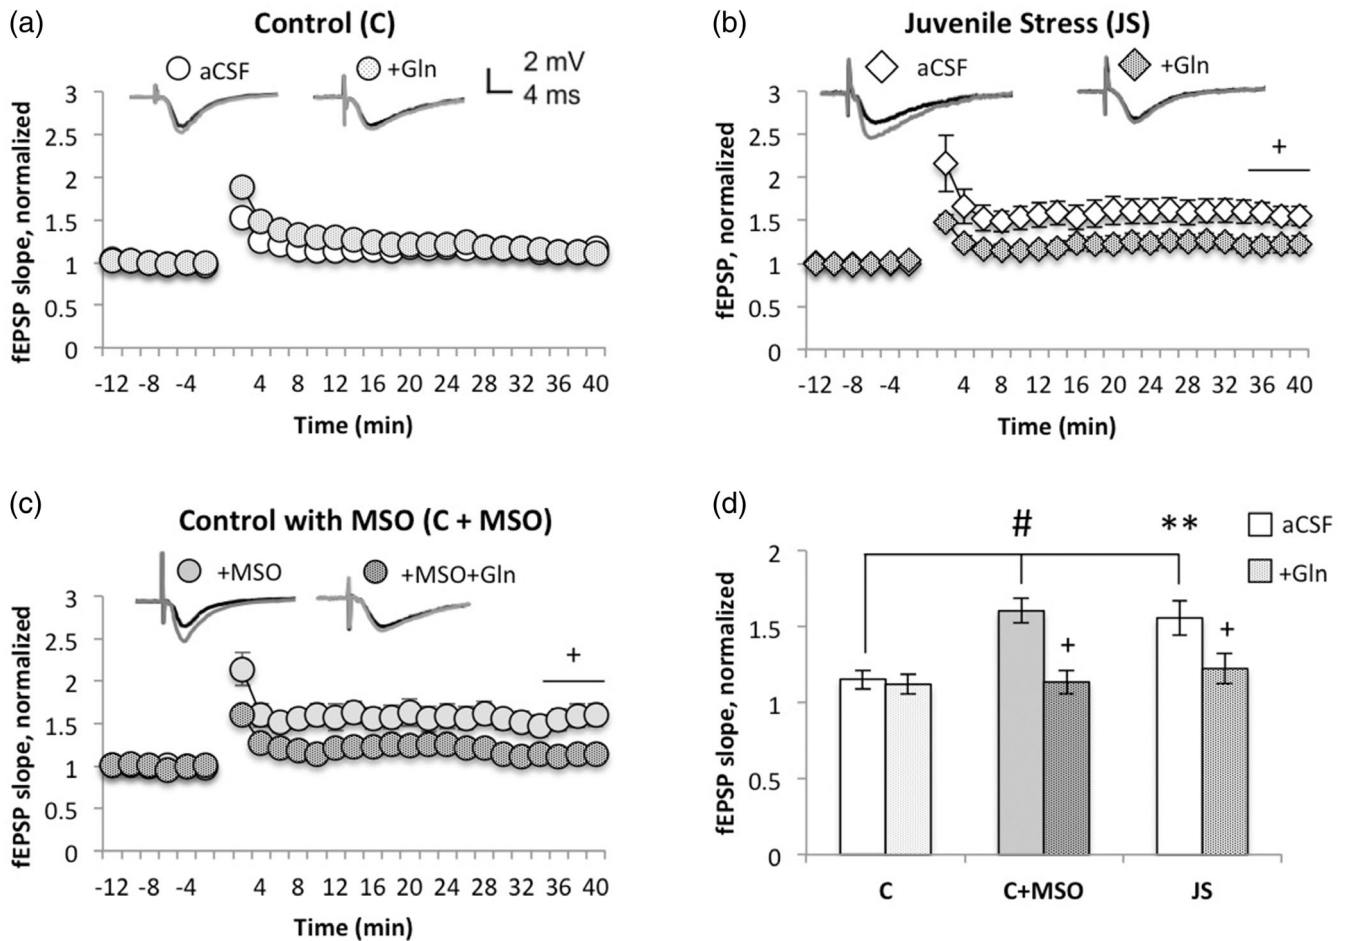 (a)
Control (C)
aCSF
+Gln
2 mV
4 ms
fEPSP slope, normalized
3
2.5
2
1.5
1
0.5
0
-12 -8 -4 4 8 12 16 20 24 28 32 36 40
Time (min)
(b)
Juvenile Stress (JS)
aCSF
+Gln
fEPSP, normalized
3
2.5
2
1.5
1
0.5
0
+
-12 -8 -4 4 8 12 16 20 24 28 32 36 40
Time (min)
(c)
Control with MSO (C + MSO)
+MSO
+MSO+Gln
fEPSP slope, normalized
3
2.5
2
1.5
1
0.5
0
+
-12 -8 -4 4 8 12 16 20 24 28 32 36 40
Time (min)
(d)
# **
aCSF
+Gln
fEPSP slope, normalized
2
1.5
1
0.5
0
+ +
C C+MSO JS